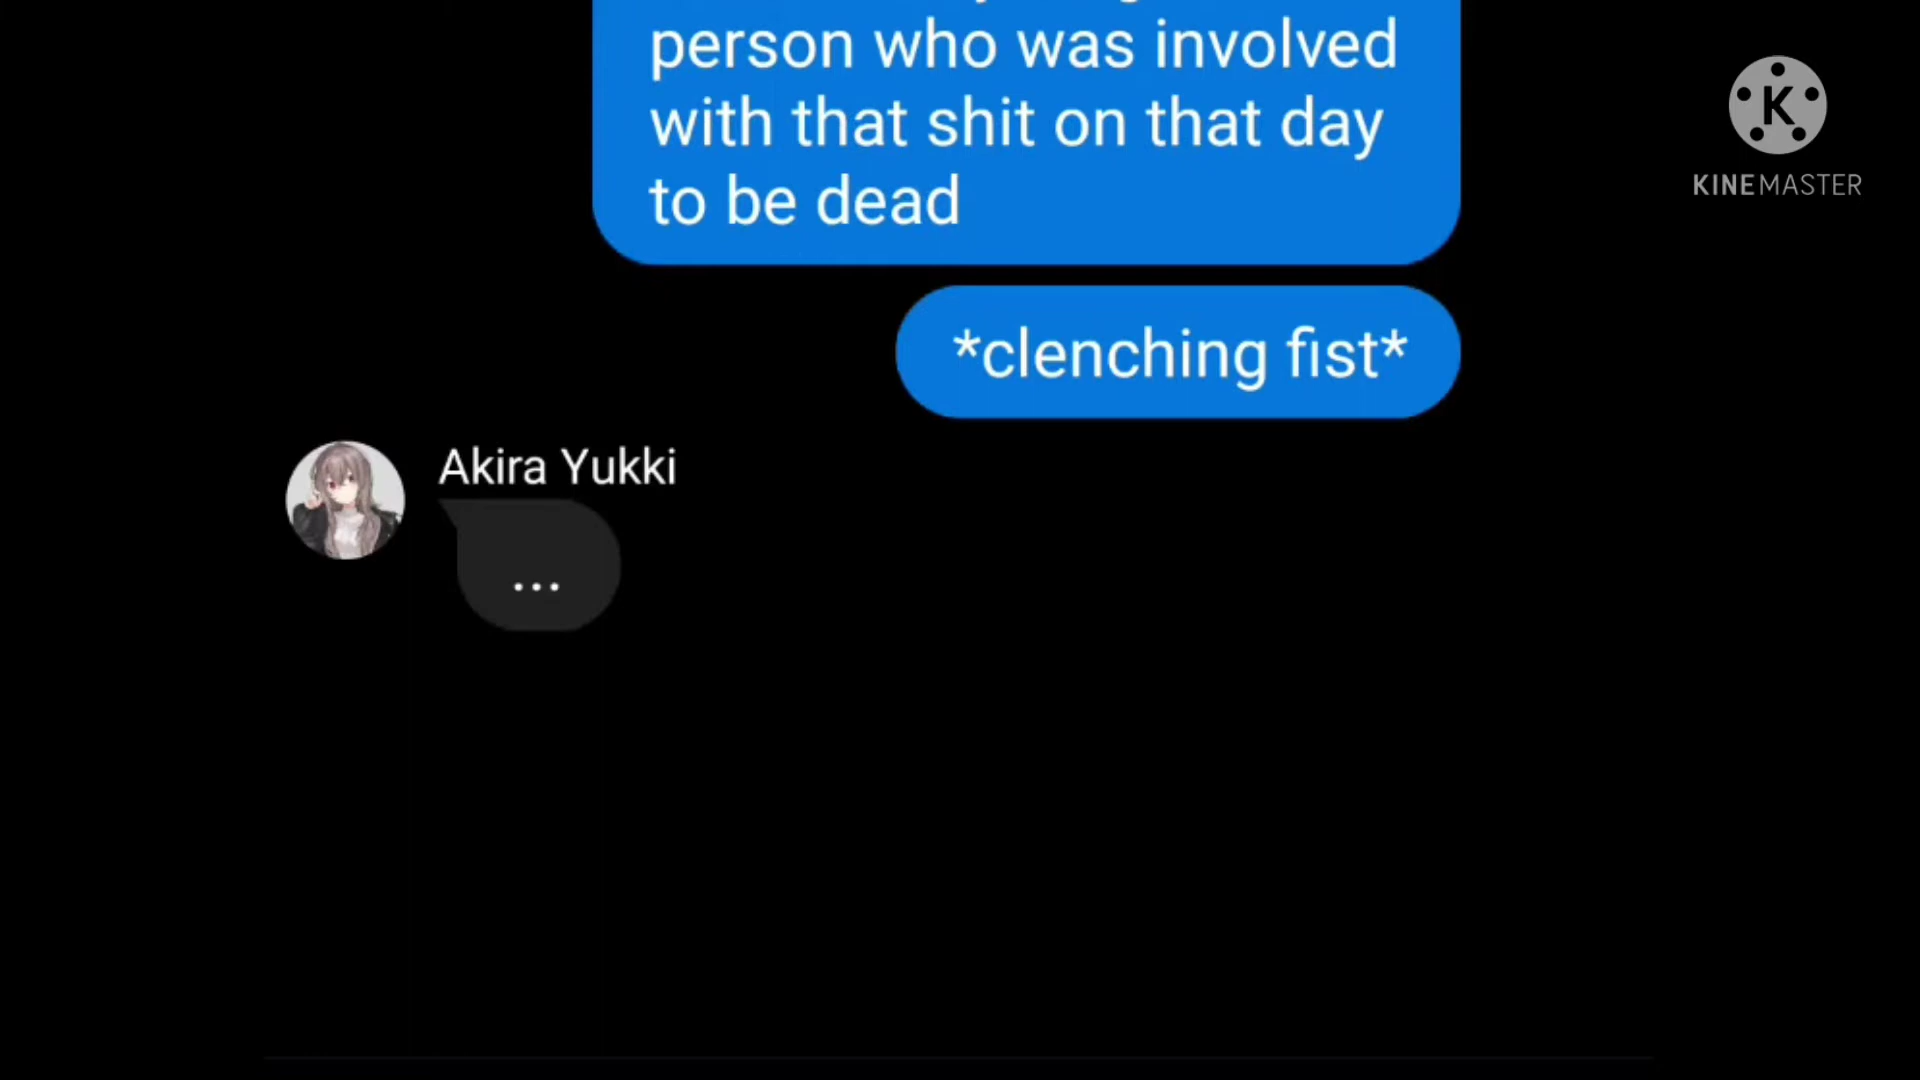 person who was involved
with that shit on that day
to be dead
*clenching fist*
Akira Yukki
...
K
KINEMASTER